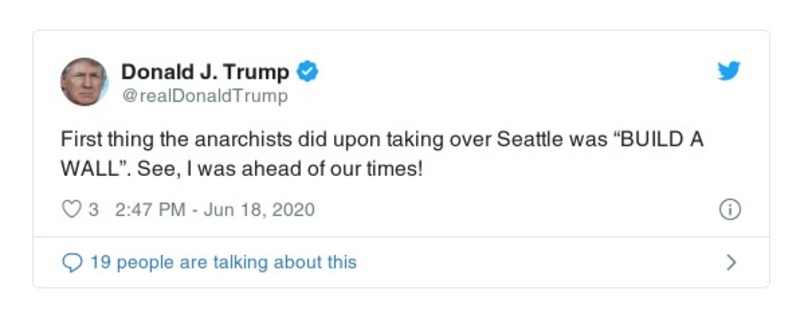 Donald J. Trump
@realDonaldTrump
First thing the anarchists did upon taking over Seattle was “BUILD A
WALL”. See, I was ahead of our times!
3 2:47 PM - Jun 18, 2020
19 people are talking about this